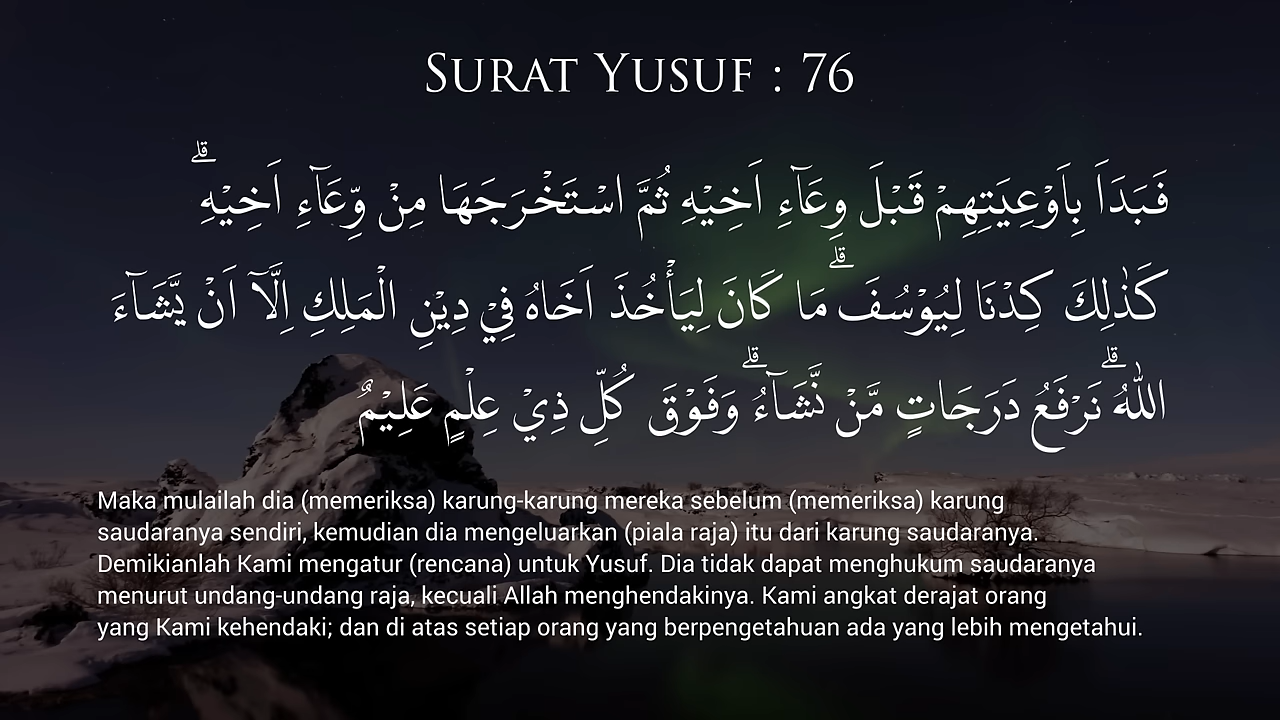 SURAT YUSUF : 76
فَبَدَاَ بِاَوْعِيَتِهِمْ قَبْلَ وِعَاۤءِ اَخِيْهِ ثُمَّ اسْتَخْرَجَهَا مِنْ وِّعَاۤءِ اَخِيْهِۗ
كَذٰلِكَ كِدْنَا لِيُوْسُفَۗ مَا كَانَ لِيَأْخُذَ اَخَاهُ فِيْ دِيْنِ الْمَلِكِ اِلَّآ اَنْ يَّشَاۤءَ
اللّٰهُۗ نَرْفَعُ دَرَجَاتٍ مَّنْ نَّشَاۤءُۗ وَفَوْقَ كُلِّ ذِيْ عِلْمٍ عَلِيْمٌ
Maka mulailah dia (memeriksa) karung-karung mereka sebelum (memeriksa) karung
saudaranya sendiri, kemudian dia mengeluarkan (piala raja) itu dari karung saudaranya.
Demikianlah Kami mengatur (rencana) untuk Yusuf. Dia tidak dapat menghukum saudaranya
menurut undang-undang raja, kecuali Allah menghendakinya. Kami angkat derajat orang
yang Kami kehendaki; dan di atas setiap orang yang berpengetahuan ada yang lebih mengetahui.